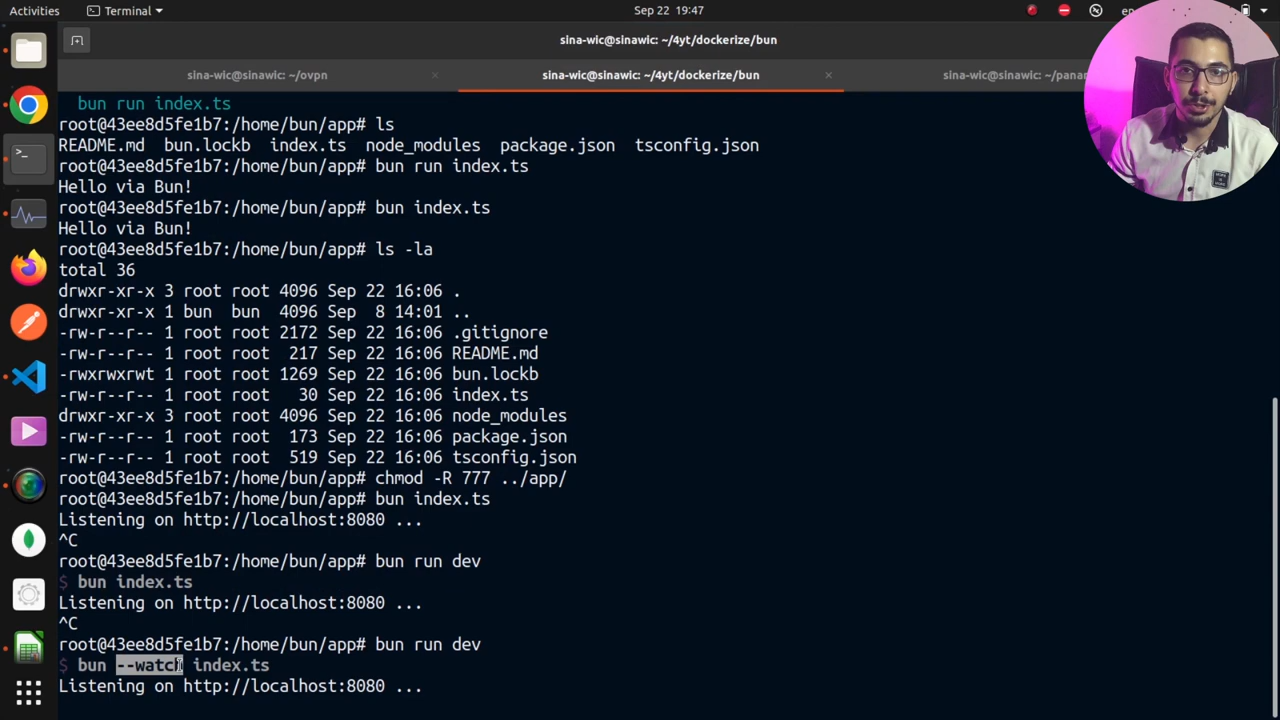 Activities
Terminal
Sep 22 19:47
en
sina-wic@sinawic: ~/4yt/dockerize/bun
sina-wic@sinawic: ~/ovpn
sina-wic@sinawic: ~/4yt/dockerize/bun
sina-wic@sinawic: ~/panar
bun run index.ts
root@43ee8d5fe1b7:/home/bun/app# ls
README.md bun.lockb index.ts node_modules package.json tsconfig.json
root@43ee8d5fe1b7:/home/bun/app# bun run index.ts
Hello via Bun!
root@43ee8d5fe1b7:/home/bun/app# bun index.ts
Hello via Bun!
root@43ee8d5fe1b7:/home/bun/app# ls -la
total 36
drwxr-xr-x 3 root root 4096 Sep 22 16:06 .
drwxr-xr-x 1 bun bun 4096 Sep 8 14:01 ..
-rw-r--r-- 1 root root 2172 Sep 22 16:06 .gitignore
-rw-r--r-- 1 root root 217 Sep 22 16:06 README.md
-rwxrwxrwt 1 root root 1269 Sep 22 16:06 bun.lockb
-rw-r--r-- 1 root root 30 Sep 22 16:06 index.ts
drwxr-xr-x 3 root root 4096 Sep 22 16:06 node_modules
-rw-r--r-- 1 root root 173 Sep 22 16:06 package.json
-rw-r--r-- 1 root root 519 Sep 22 16:06 tsconfig.json
root@43ee8d5fe1b7:/home/bun/app# chmod -R 777 ../app/
root@43ee8d5fe1b7:/home/bun/app# bun index.ts
Listening on http://localhost:8080 ...
^C
root@43ee8d5fe1b7:/home/bun/app# bun run dev
$ bun index.ts
Listening on http://localhost:8080 ...
^C
root@43ee8d5fe1b7:/home/bun/app# bun run dev
$ bun --watch index.ts
Listening on http://localhost:8080 ...